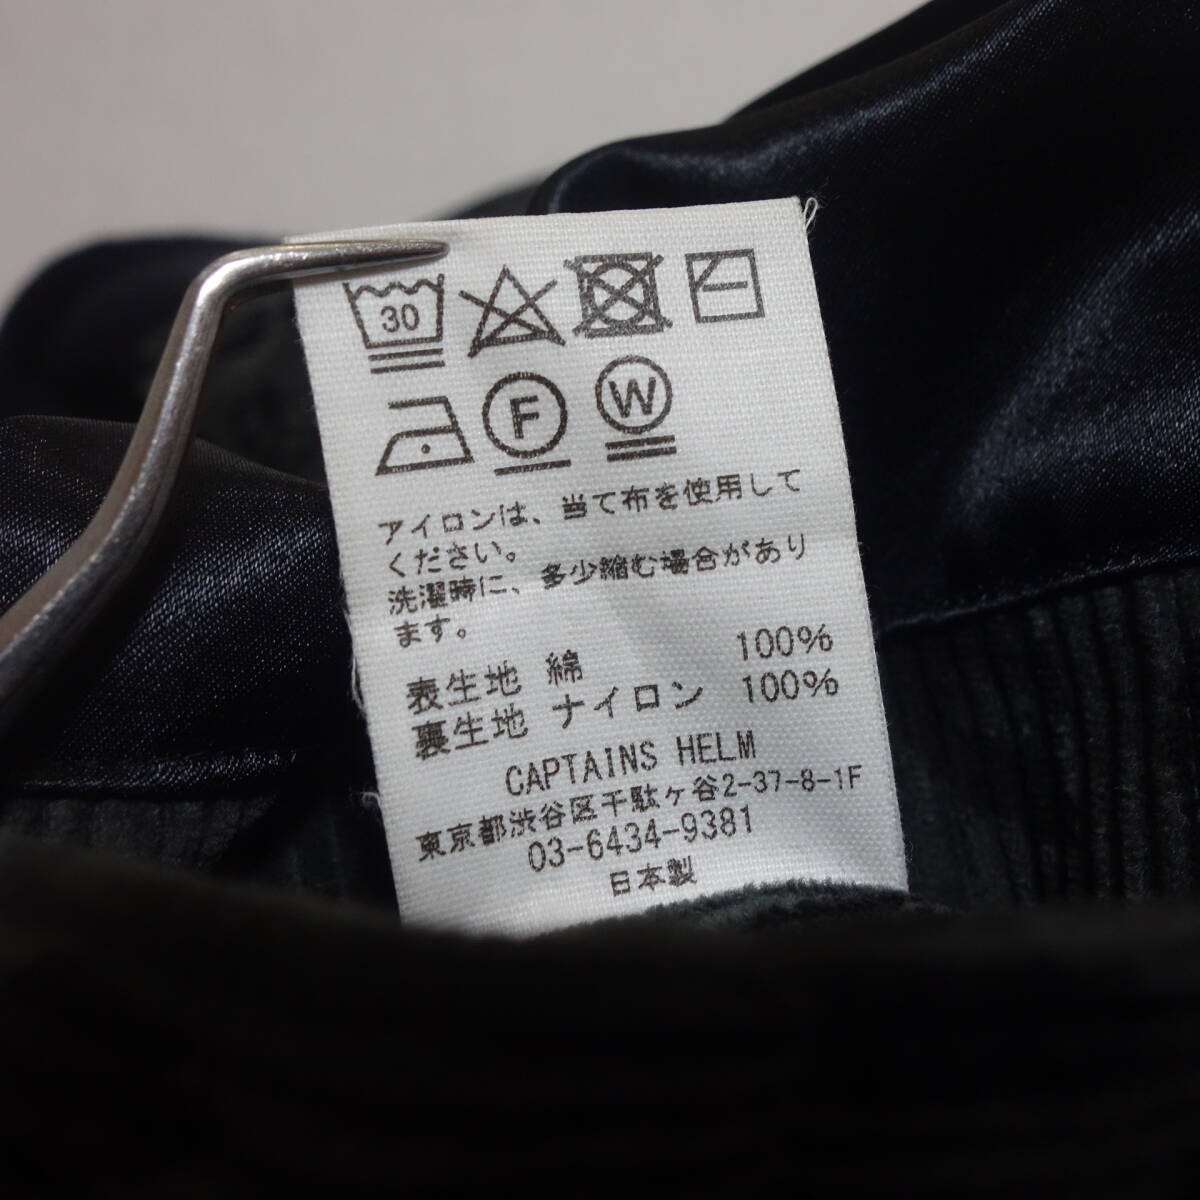 30
F W
アイロンは、当て布を使用して
ください。
洗濯時に、多少縮む場合があり
ます。
表生地 綿 100%
裏生地 ナイロン 100%
CAPTAINS HELM
東京都渋谷区千駄ヶ谷2-37-8-1F
03-6434-9381
日本製